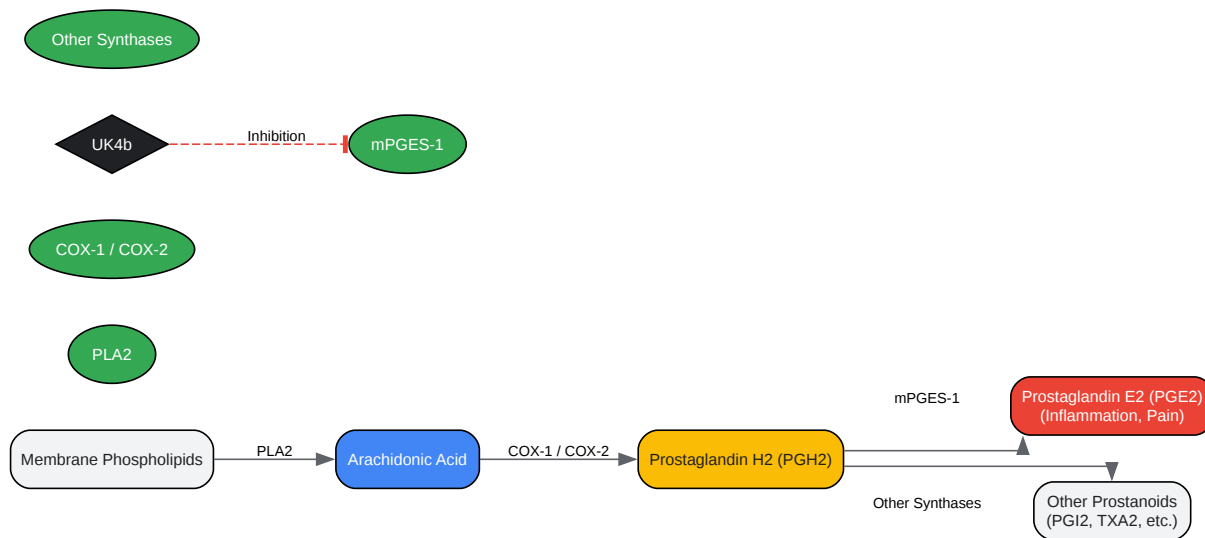 Other Synthases
UK4b
Inhibition
mPGES-1
COX-1 / COX-2
PLA2
mPGES-1
Prostaglandin E2 (PGE2)
(Inflammation, Pain)
Membrane Phospholipids
PLA2
Arachidonic Acid
COX-1 / COX-2
Prostaglandin H2 (PGH2)
Other Synthases
Other Prostanoids
(PGI2, TXA2, etc.)